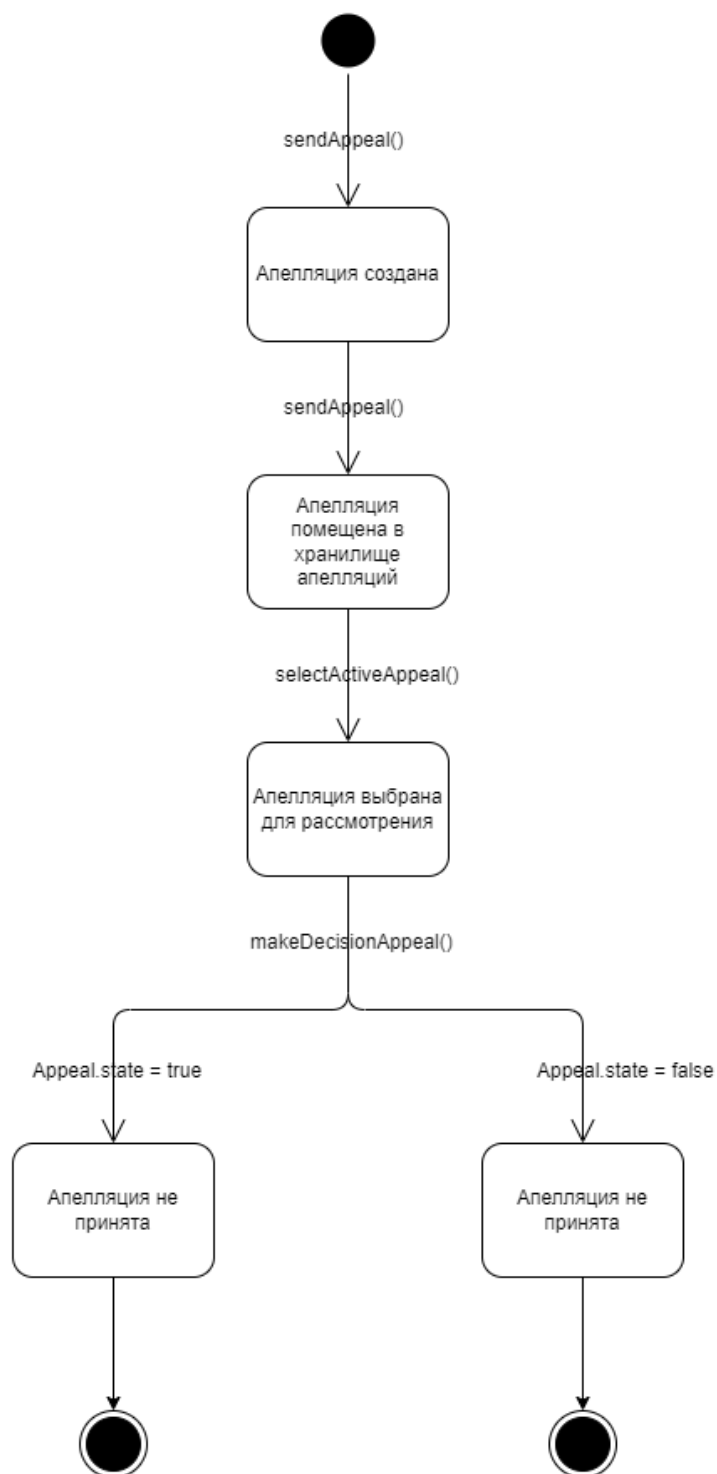 sendAppeal()
Апелляция создана
sendAppeal()
Апелляция
помещена в
хранилище
апелляций
selectActiveAppeal()
Апелляция выбрана
для рассмотрения
makeDecisionAppeal()
Appeal.state = true
Appeal.state = false
Апелляция не
принята
Апелляция не
принята